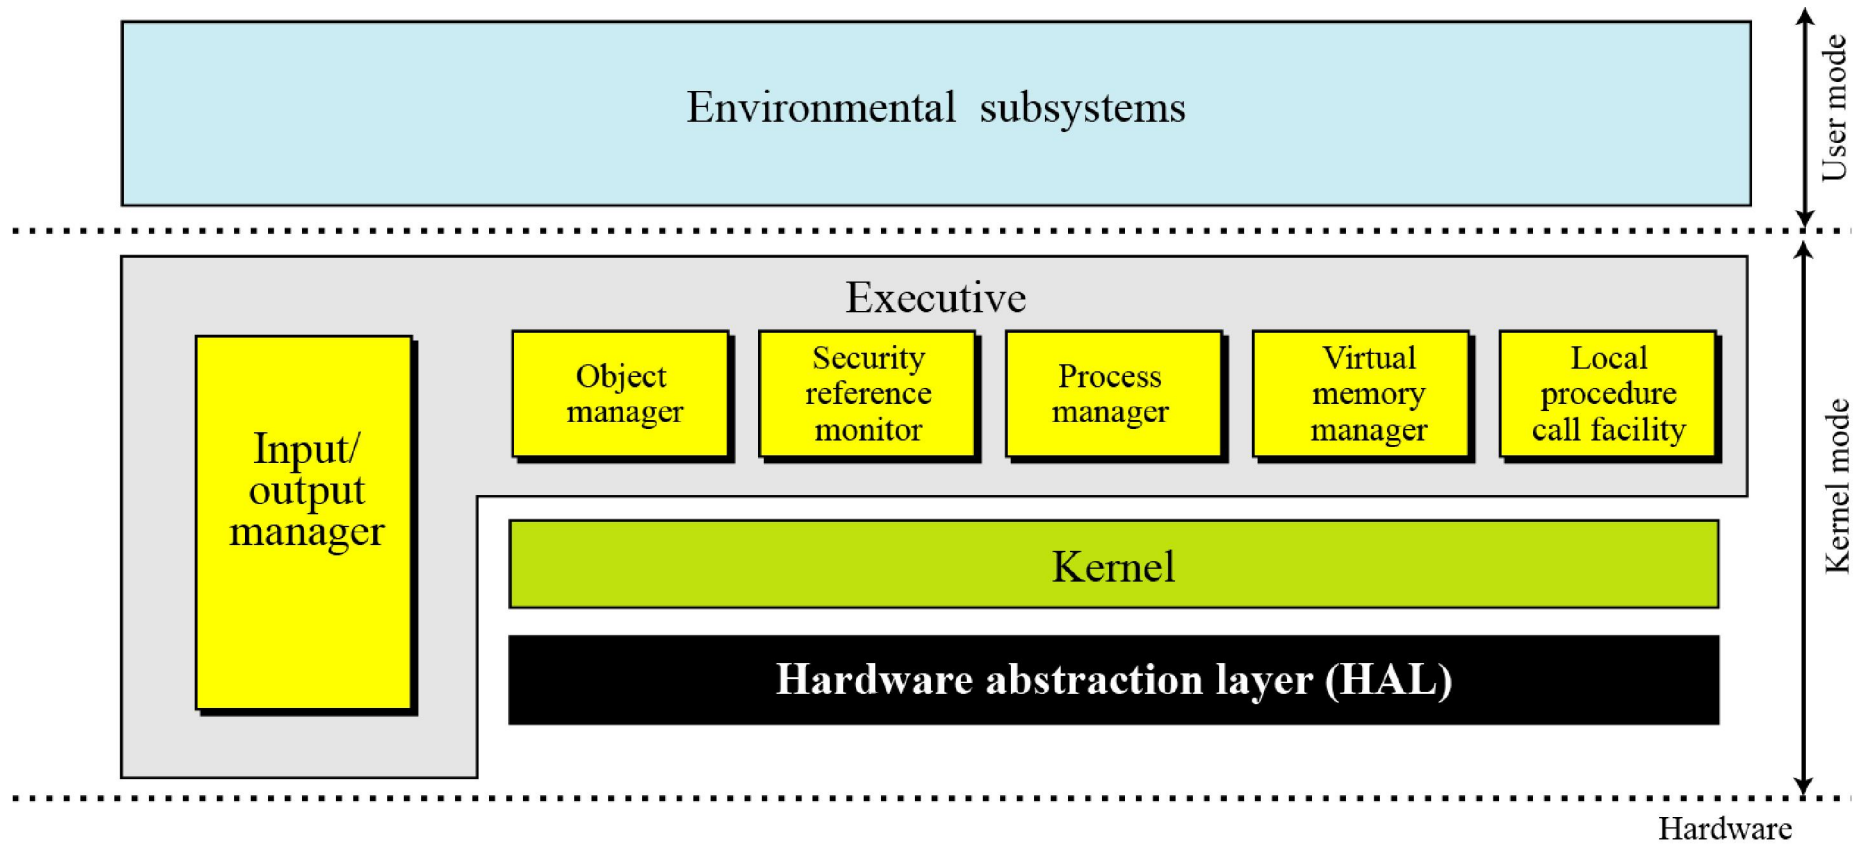 Environmental subsystems
User mode
Executive
Input/
output
manager
Object
manager
Security
reference
monitor
Process
manager
Virtual
memory
manager
Local
procedure
call facility
Kernel
Hardware abstraction layer (HAL)
Kernel mode
Hardware